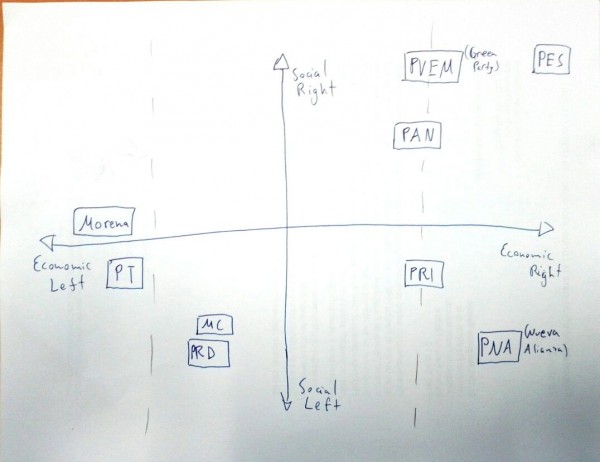 PVEM (Green
Party)
PES
Social
Right
PAN
Morena
Economic
Left
PT
PRI
Economic
Right
MC
PRD
PNA (Nueva
Alianza)
Social
Left